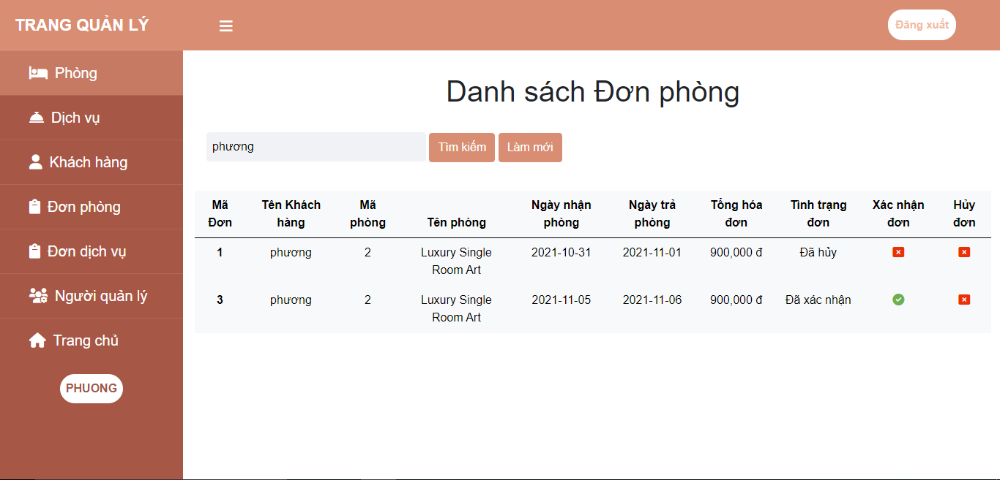 TRANG QUẢN LÝ
Đăng xuất
Phòng
Dịch vụ
Khách hàng
Đơn phòng
Đơn dịch vụ
Người quản lý
Trang chủ
PHUONG
Danh sách Đơn phòng
phương Tìm kiếm Làm mới
Mã Tên Khách Mã Ngày nhận Ngày trả Tổng hóa Tình trạng Xác nhận Hủy
Đơn hàng phòng Tên phòng phòng phòng đơn đơn đơn đơn
1 phương 2 Luxury Single 2021-10-31 2021-11-01 900,000 đ Đã hủy
Room Art
3 phương 2 Luxury Single 2021-11-05 2021-11-06 900,000 đ Đã xác nhận
Room Art